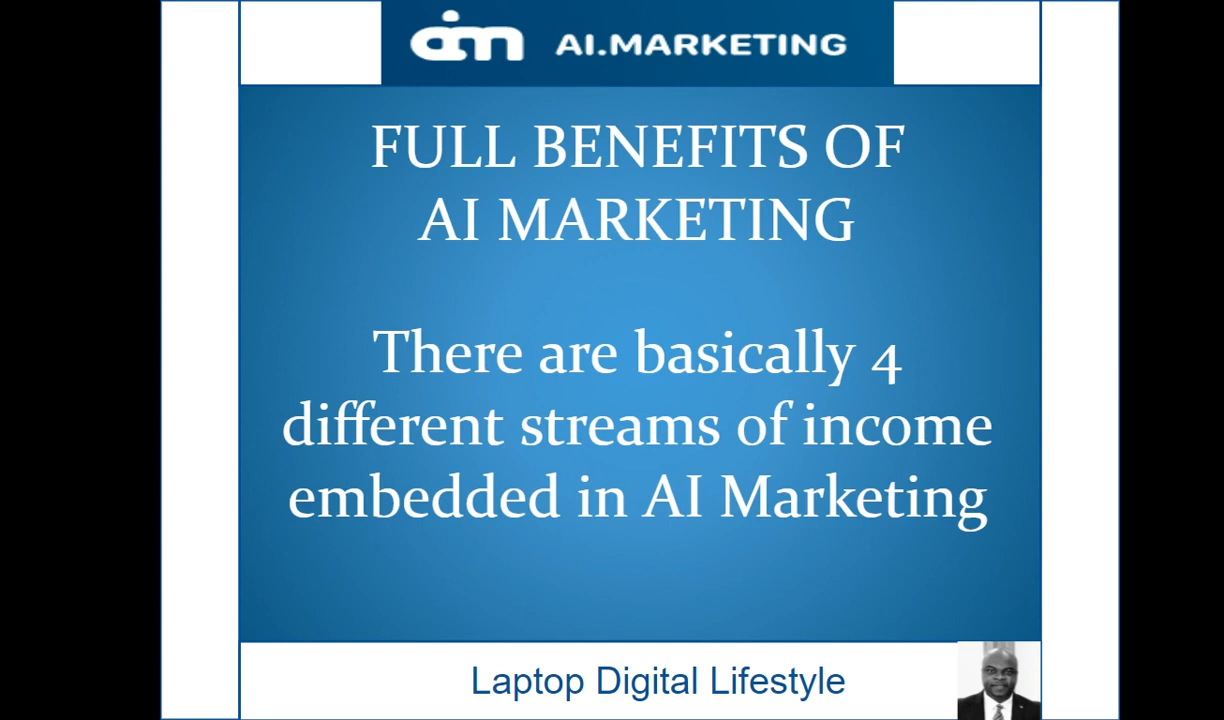 aim AI.MARKETING
FULL BENEFITS OF
AI MARKETING
There are basically 4
different streams of income
embedded in AI Marketing
Laptop Digital Lifestyle